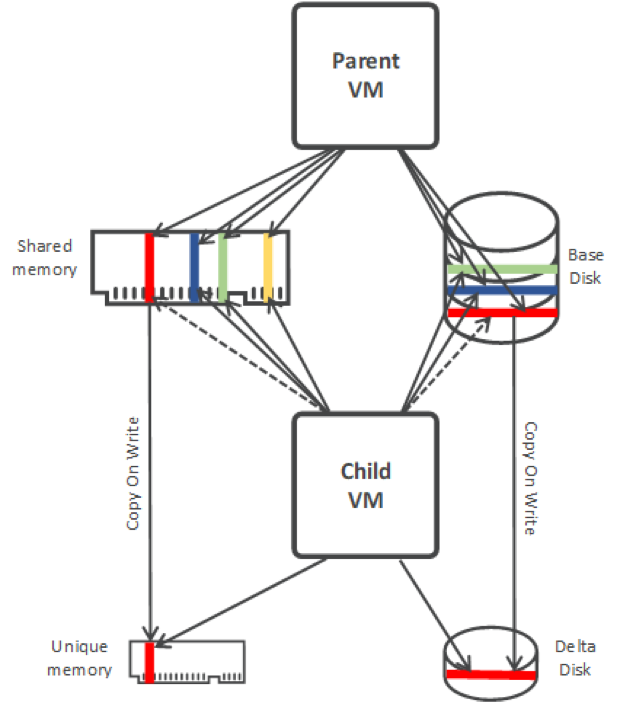 Parent
VM
Shared
memory
Base
Disk
Copy On Write
Copy On Write
Child
VM
Unique
memory
Delta
Disk